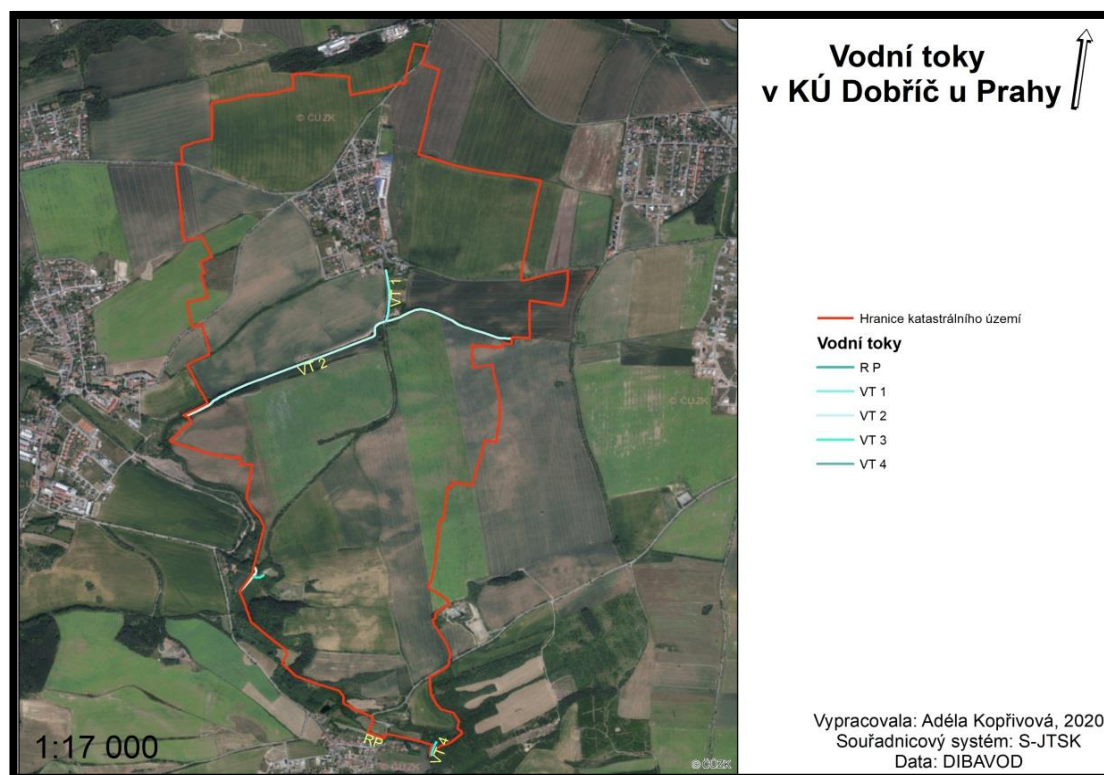 Vodní toky
v KÚ Dobříč u Prahy
© ČÚZK
VT 1
VT 2
© ČÚZK
RP
VT 4
© ČÚZK
© ČÚZK
1:17 000
Hranice katastrálního území
Vodní toky
R P
VT 1
VT 2
VT 3
VT 4
Vypracovala: Adéla Kopřivová, 2020
Souřadnicový systém: S-JTSK
Data: DIBAVOD